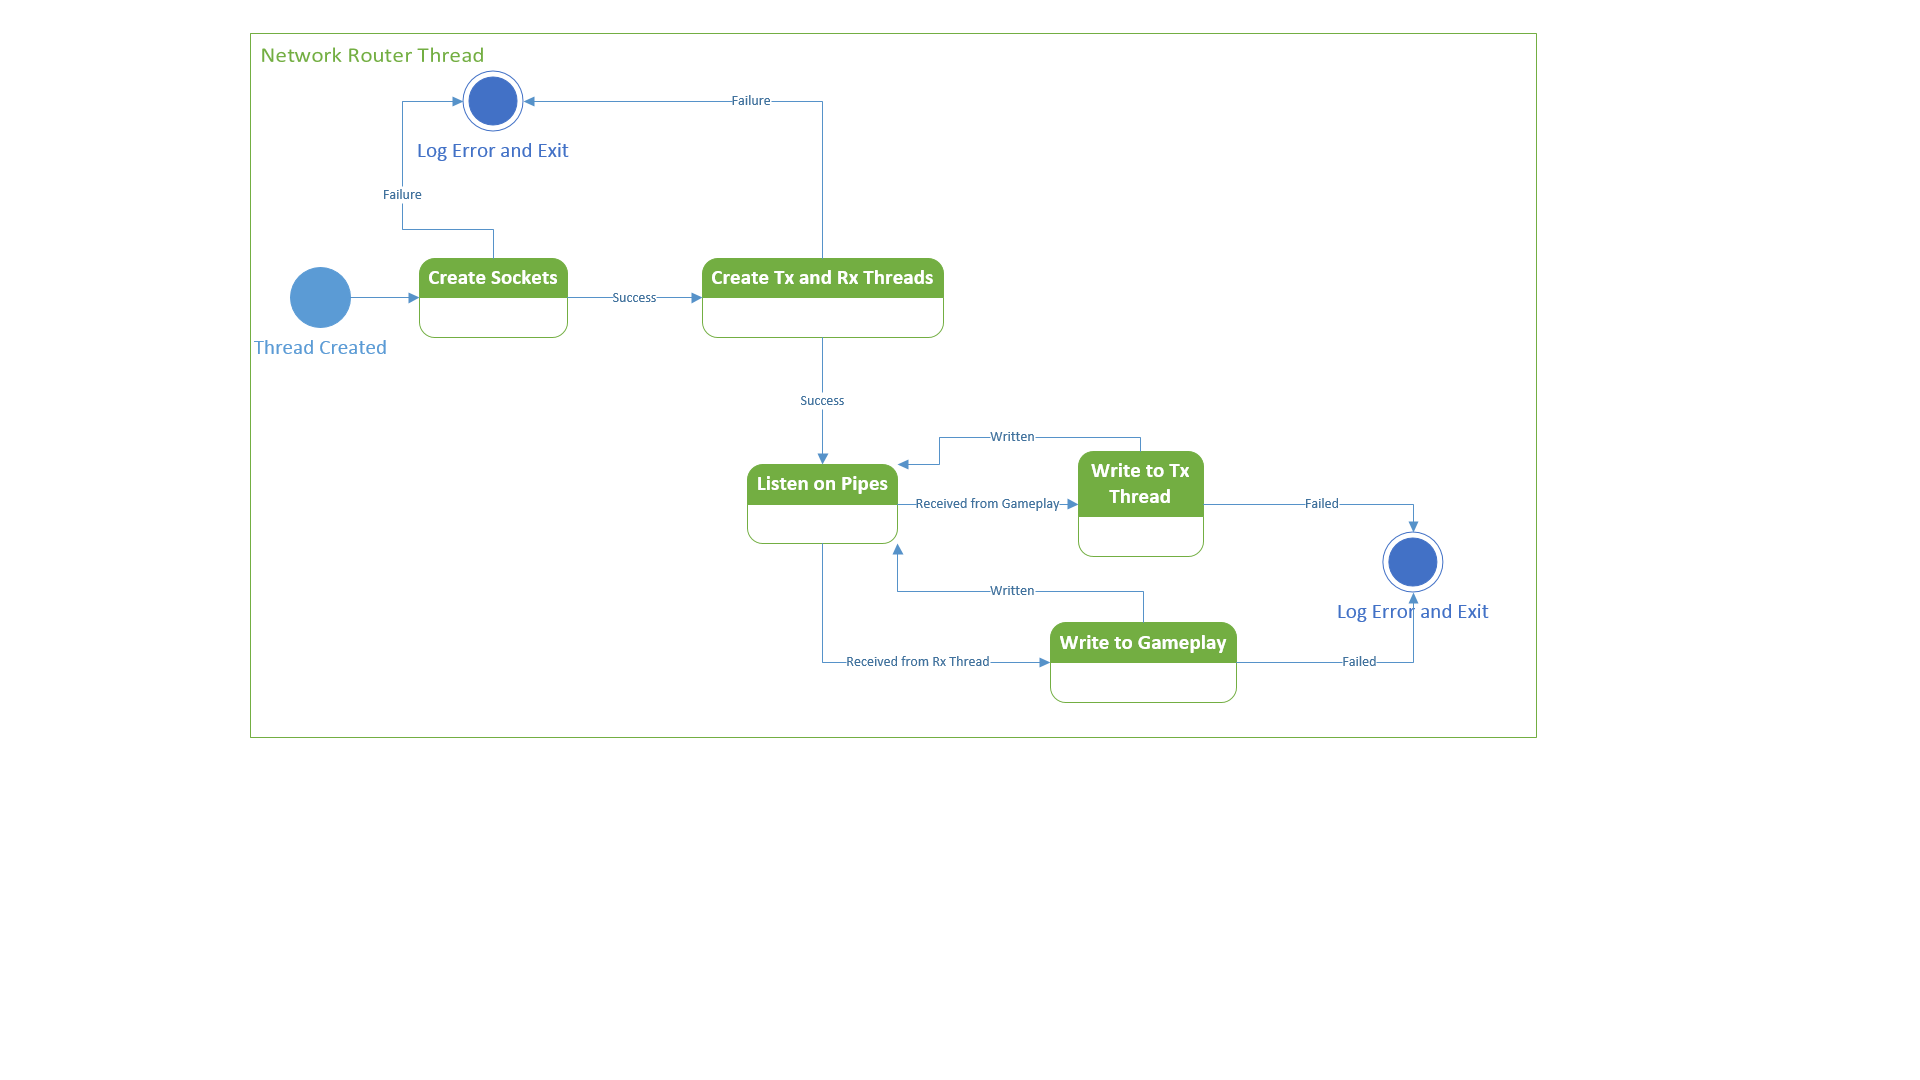 Network Router Thread
Failure
Log Error and Exit
Failure
Create Sockets
Create Tx and Rx Threads
Success
Thread Created
Success
Written
Write to Tx
Thread
Listen on Pipes
Received from Gameplay
Failed
Written
Log Error and Exit
Write to Gameplay
Received from Rx Thread
Failed